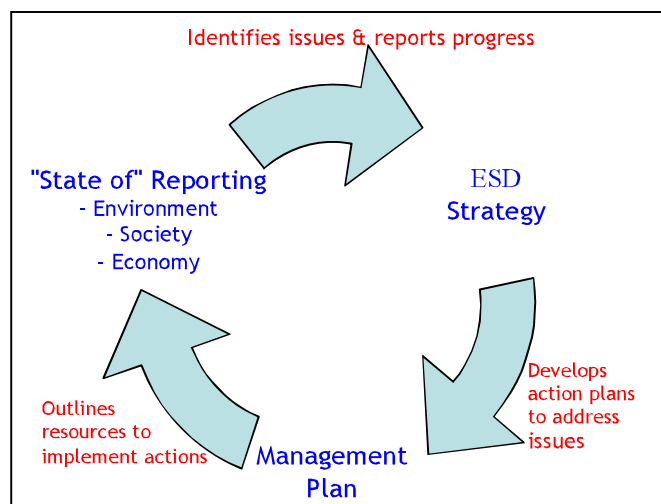 Identifies issues & reports progress
"State of" Reporting
- Environment
- Society
- Economy
ESD
Strategy
Develops
action plans
to address
issues
Management
Plan
Outlines
resources to
implement actions